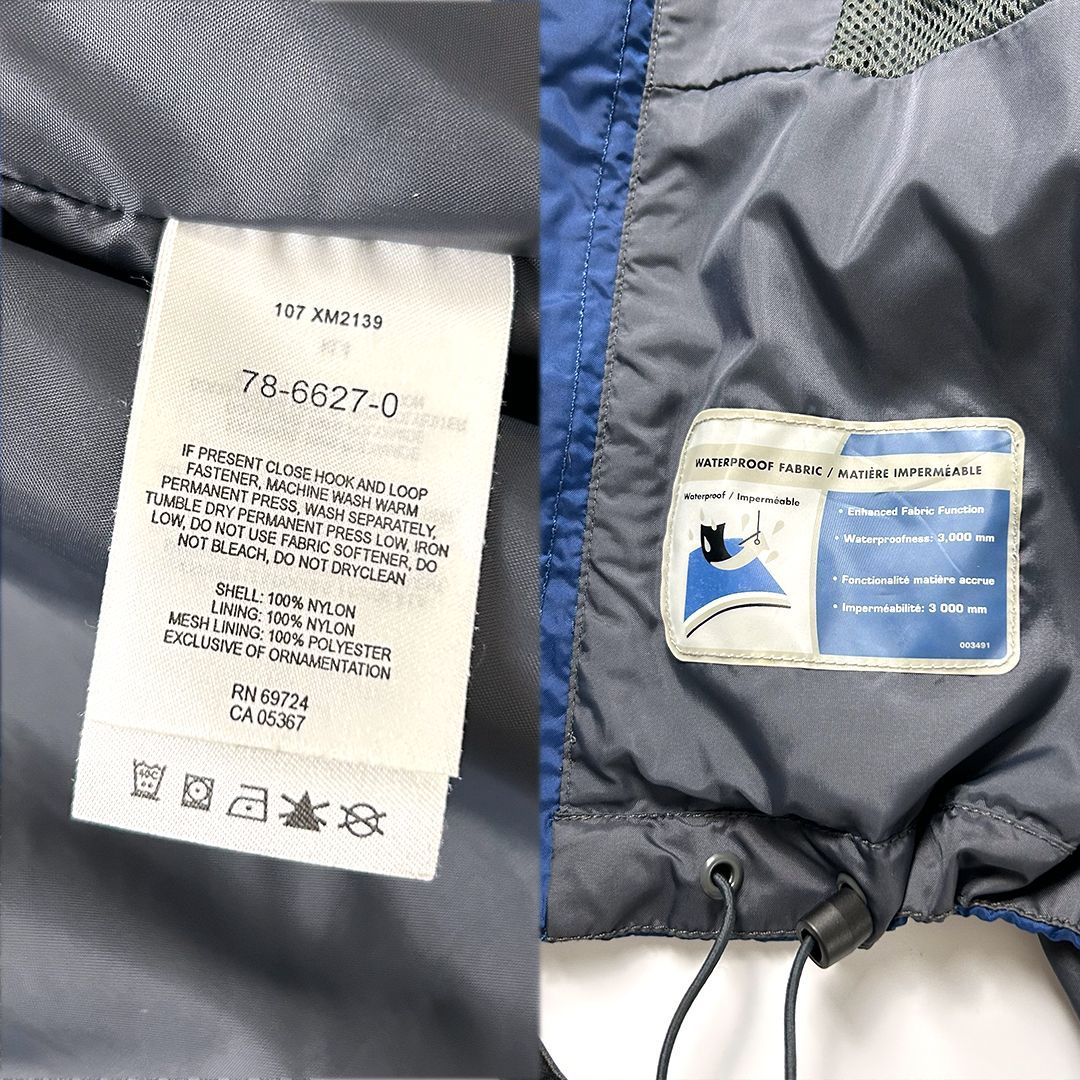 107 XM2139
78-6627-0
IF PRESENT CLOSE HOOK AND LOOP
FASTENER, MACHINE WASH WARM
PERMANENT PRESS, WASH SEPARATELY,
TUMBLE DRY PERMANENT PRESS LOW, IRON
LOW, DO NOT USE FABRIC SOFTENER, DO
NOT BLEACH, DO NOT DRYCLEAN
SHELL: 100% NYLON
LINING: 100% NYLON
MESH LINING: 100% POLYESTER
EXCLUSIVE OF ORNAMENTATION
RN 69724
CA 05367
40C
WATERPROOF FABRIC / MATIÈRE IMPERMÉABLE
Waterproof / Imperméable
• Enhanced Fabric Function
• Waterproofness: 3,000 mm
• Fonctionalité matière accrue
• Imperméabilité: 3 000 mm
003491